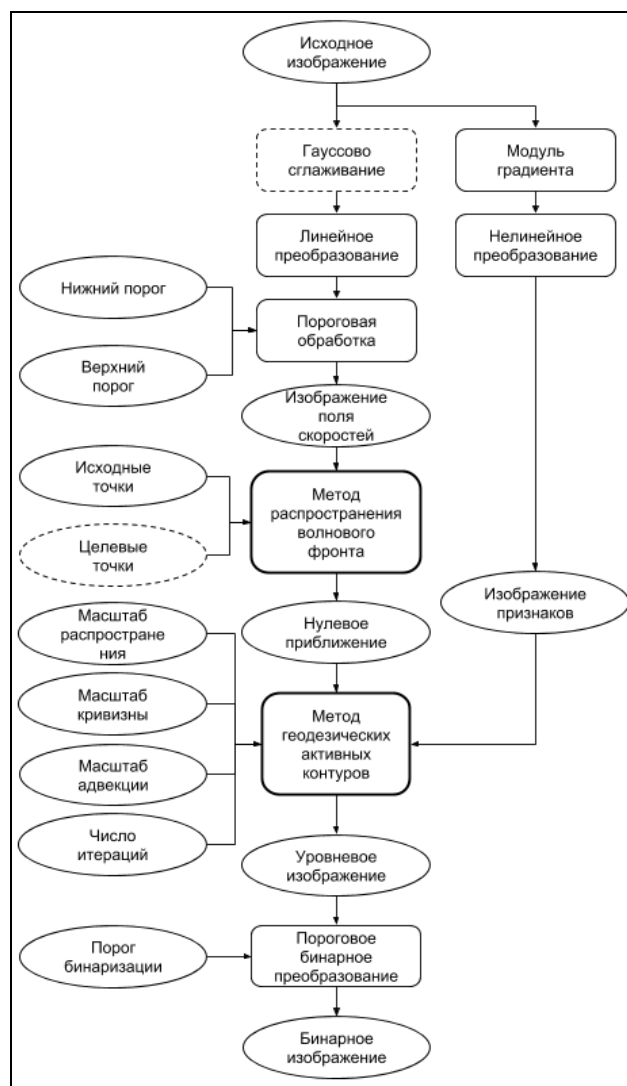 Исходное
изображение
Гауссово
сглаживание
Модуль
градиента
Линейное
преобразование
Нелинейное
преобразование
Нижний порог
Пороговая
обработка
Верхний
порог
Изображение
поля
скоростей
Исходные
точки
Метод
распространения
волнового
фронта
Целевые
точки
Изображение
признаков
Масштаб
распростране
ния
Нулевое
приближение
Масштаб
кривизны
Метод
геодезических
активных
контуров
Масштаб
адвекции
Число
итераций
Уровневое
изображение
Порог
бинаризации
Пороговое
бинарное
преобразование
Бинарное
изображение